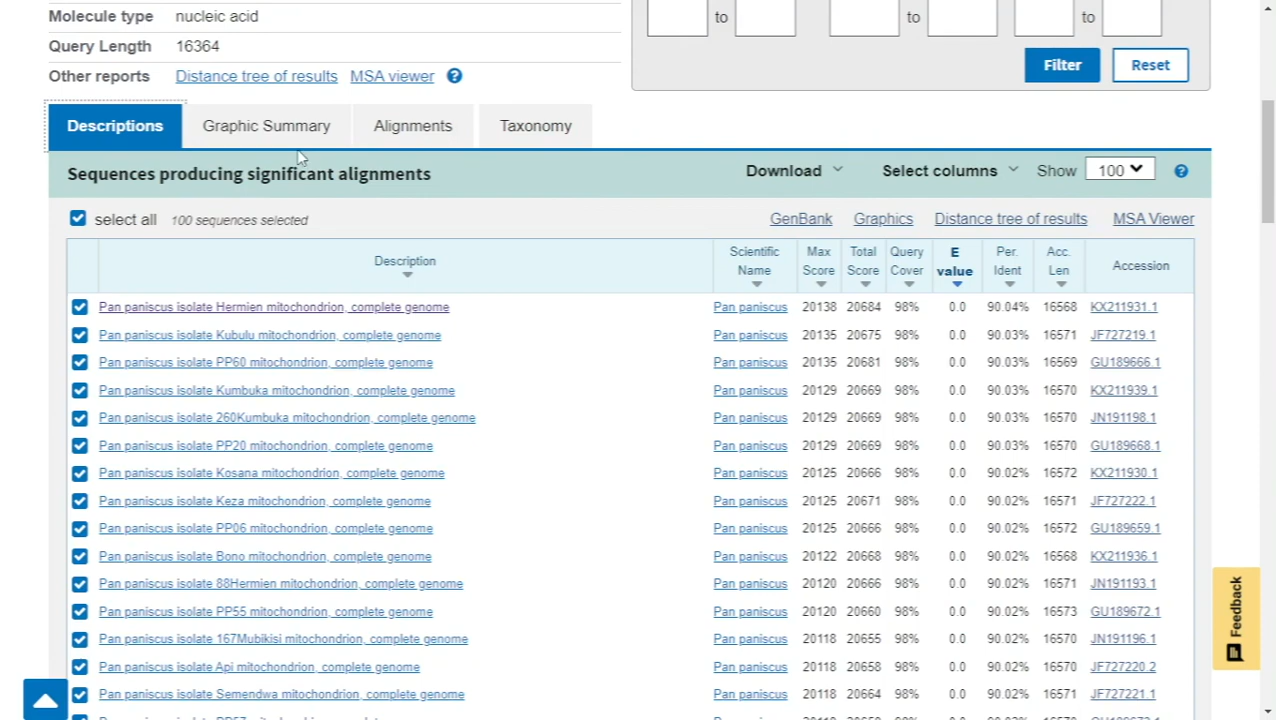 Molecule type nucleic acid
to to to
Query Length 16364
Filter Reset
Other reports Distance tree of results MSA viewer ?
Descriptions Graphic Summary Alignments Taxonomy
Sequences producing significant alignments Download Select columns Show 100 ?
select all 100 sequences selected GenBank Graphics Distance tree of results MSA Viewer
Description Scientific Name Max Score Total Score Query Cover E value Per. Ident Acc. Len Accession
Pan paniscus isolate Hermien mitochondrion, complete genome Pan paniscus 20138 20684 98% 0.0 90.04% 16568 KX211931.1
Pan paniscus isolate Kubulu mitochondrion, complete genome Pan paniscus 20135 20675 98% 0.0 90.03% 16571 JF727219.1
Pan paniscus isolate PP60 mitochondrion, complete genome Pan paniscus 20135 20681 98% 0.0 90.03% 16569 GU189666.1
Pan paniscus isolate Kumbuka mitochondrion, complete genome Pan paniscus 20129 20669 98% 0.0 90.03% 16570 KX211939.1
Pan paniscus isolate 260Kumbuka mitochondrion, complete genome Pan paniscus 20129 20669 98% 0.0 90.03% 16570 JN191198.1
Pan paniscus isolate PP20 mitochondrion, complete genome Pan paniscus 20129 20669 98% 0.0 90.03% 16570 GU189668.1
Pan paniscus isolate Kosana mitochondrion, complete genome Pan paniscus 20125 20666 98% 0.0 90.02% 16572 KX211930.1
Pan paniscus isolate Keza mitochondrion, complete genome Pan paniscus 20125 20671 98% 0.0 90.02% 16571 JF727222.1
Pan paniscus isolate PP06 mitochondrion, complete genome Pan paniscus 20125 20666 98% 0.0 90.02% 16572 GU189659.1
Pan paniscus isolate Bono mitochondrion, complete genome Pan paniscus 20122 20668 98% 0.0 90.02% 16568 KX211936.1
Pan paniscus isolate 88Hermien mitochondrion, complete genome Pan paniscus 20120 20666 98% 0.0 90.02% 16571 JN191193.1
Pan paniscus isolate PP55 mitochondrion, complete genome Pan paniscus 20120 20660 98% 0.0 90.02% 16573 GU189672.1
Pan paniscus isolate 167Mubikisi mitochondrion, complete genome Pan paniscus 20118 20655 98% 0.0 90.02% 16570 JN191196.1
Pan paniscus isolate Api mitochondrion, complete genome Pan paniscus 20118 20658 98% 0.0 90.02% 16570 JF727220.2
Pan paniscus isolate Semendwa mitochondrion, complete genome Pan paniscus 20118 20664 98% 0.0 90.02% 16571 JF727221.1
Feedback